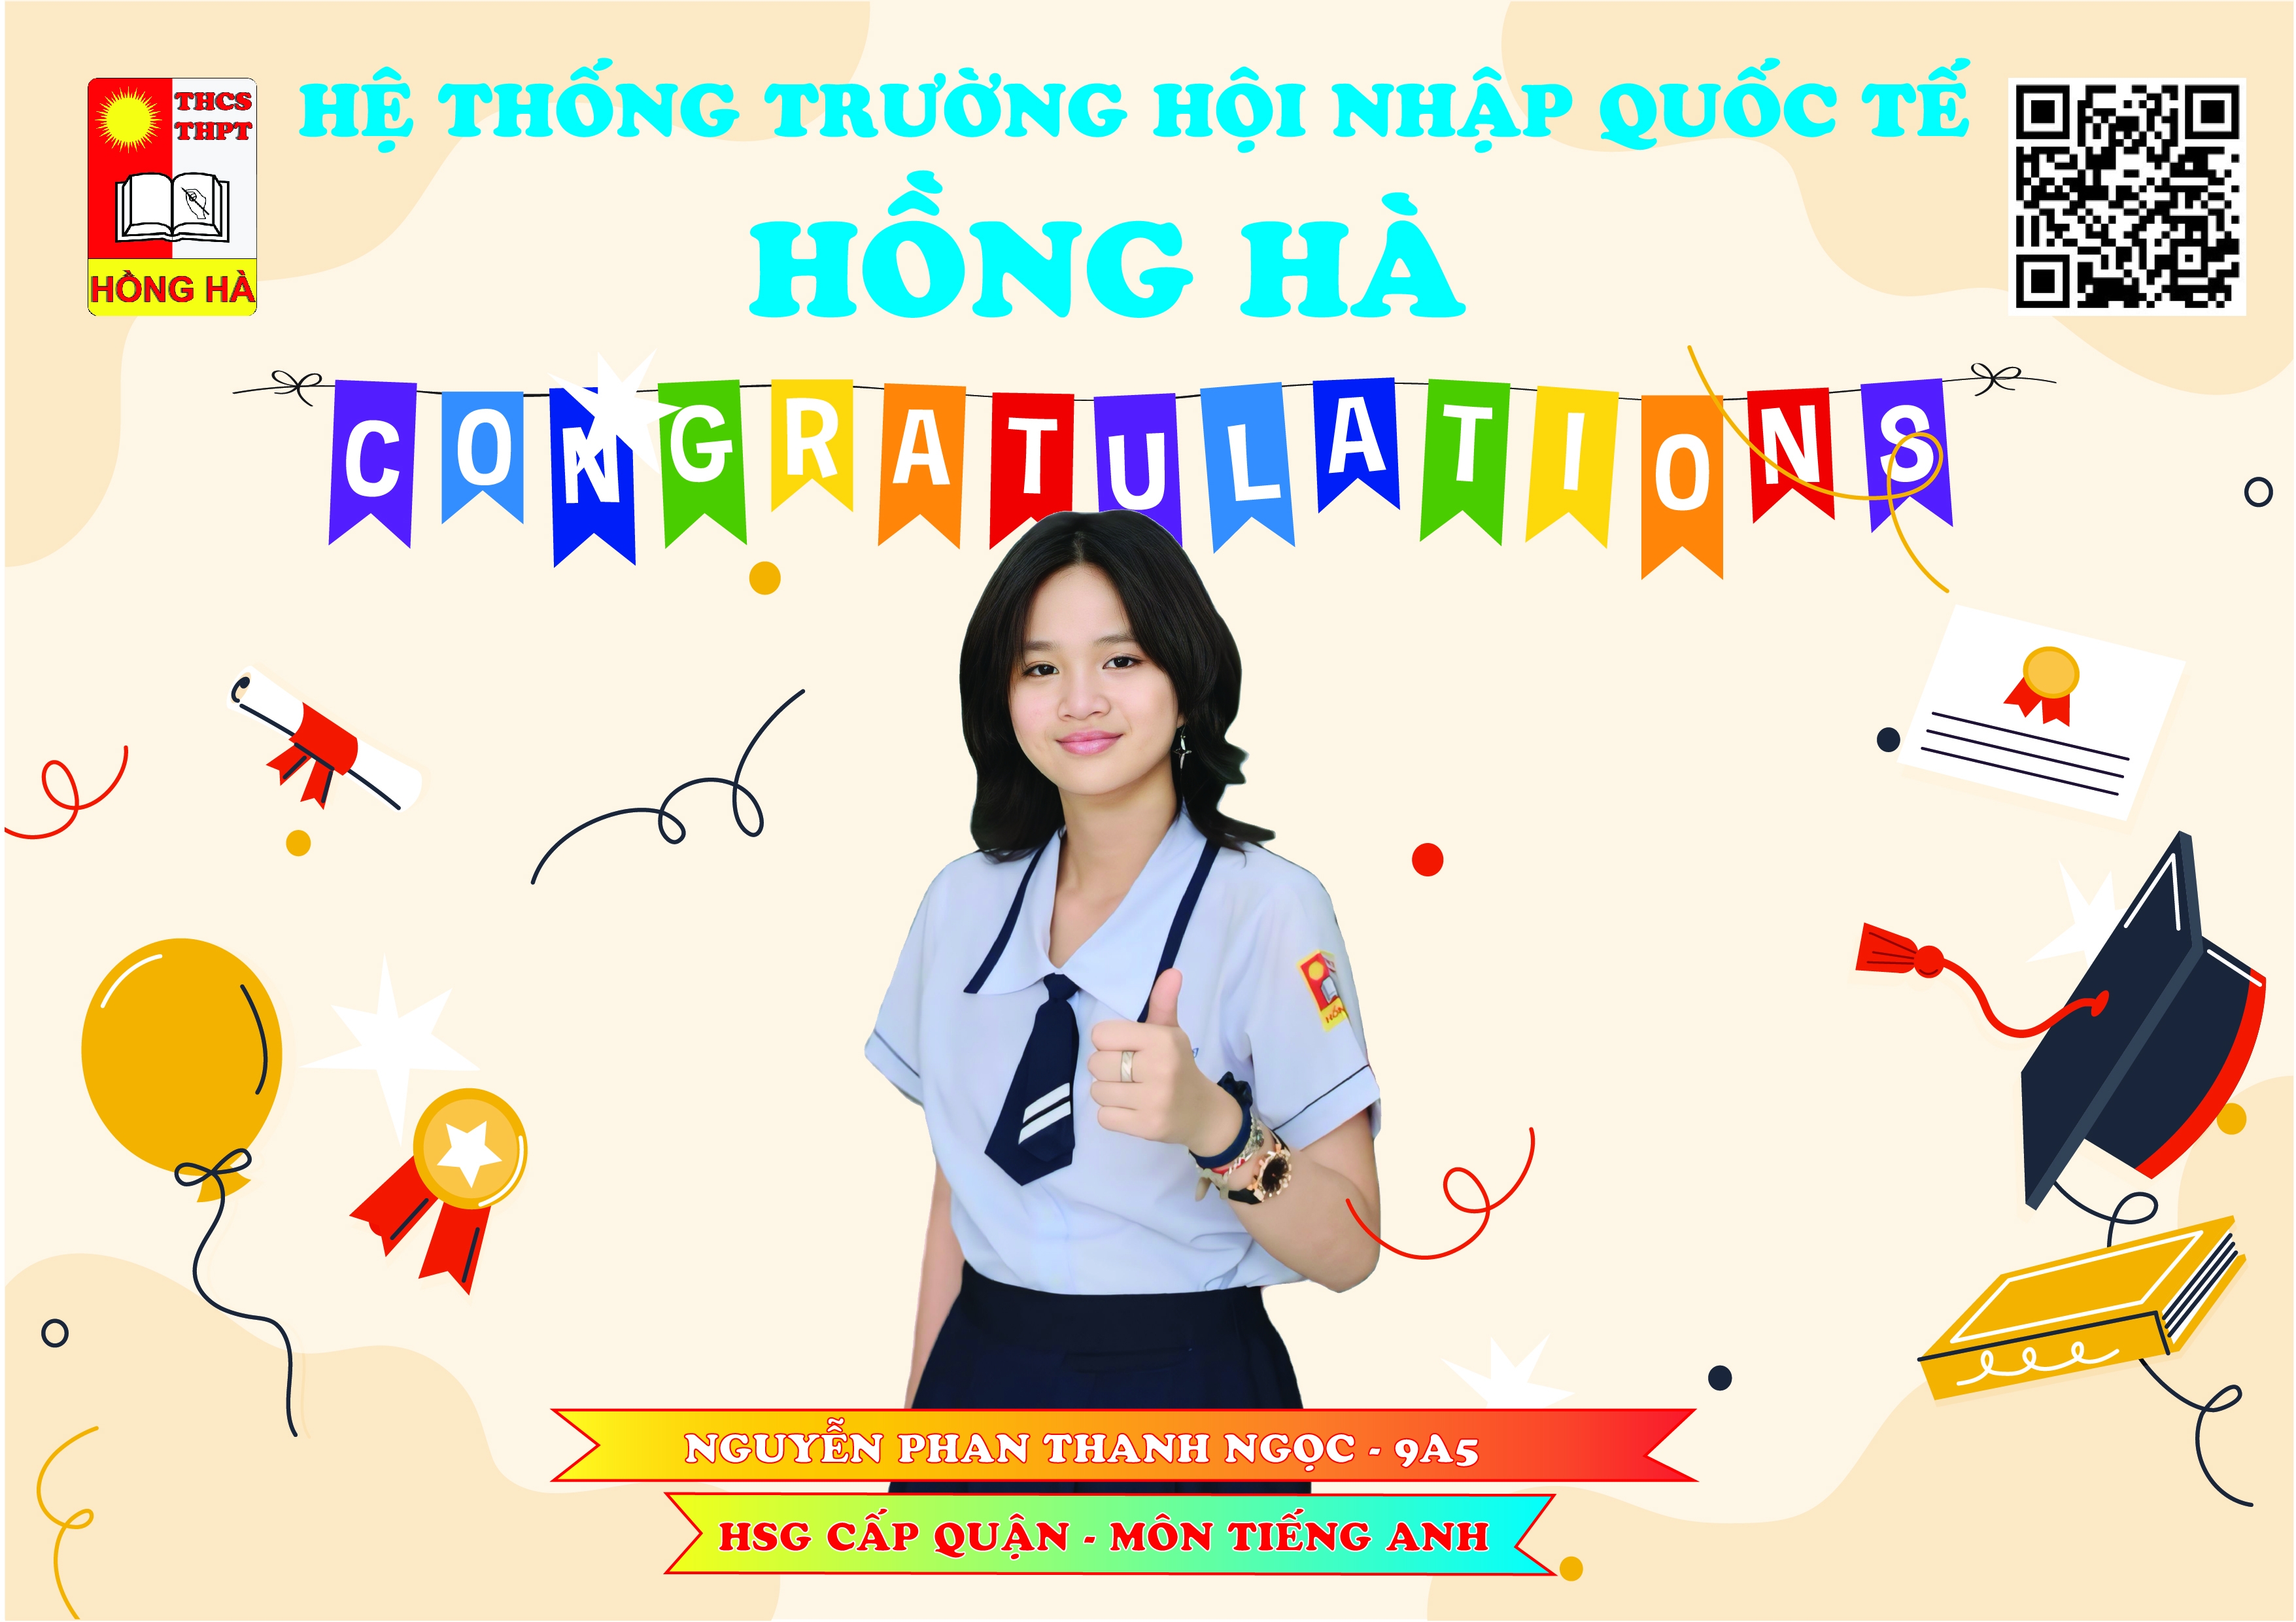 THCS
THPT
HỒNG HÀ
HỆ THỐNG TRƯỜNG HỘI NHẬP QUỐC TẾ
HỒNG HÀ
CONGRATULATIONS
NGUYỄN PHAN THANH NGỌC - 9A5
HSG CẤP QUẬN - MÔN TIẾNG ANH